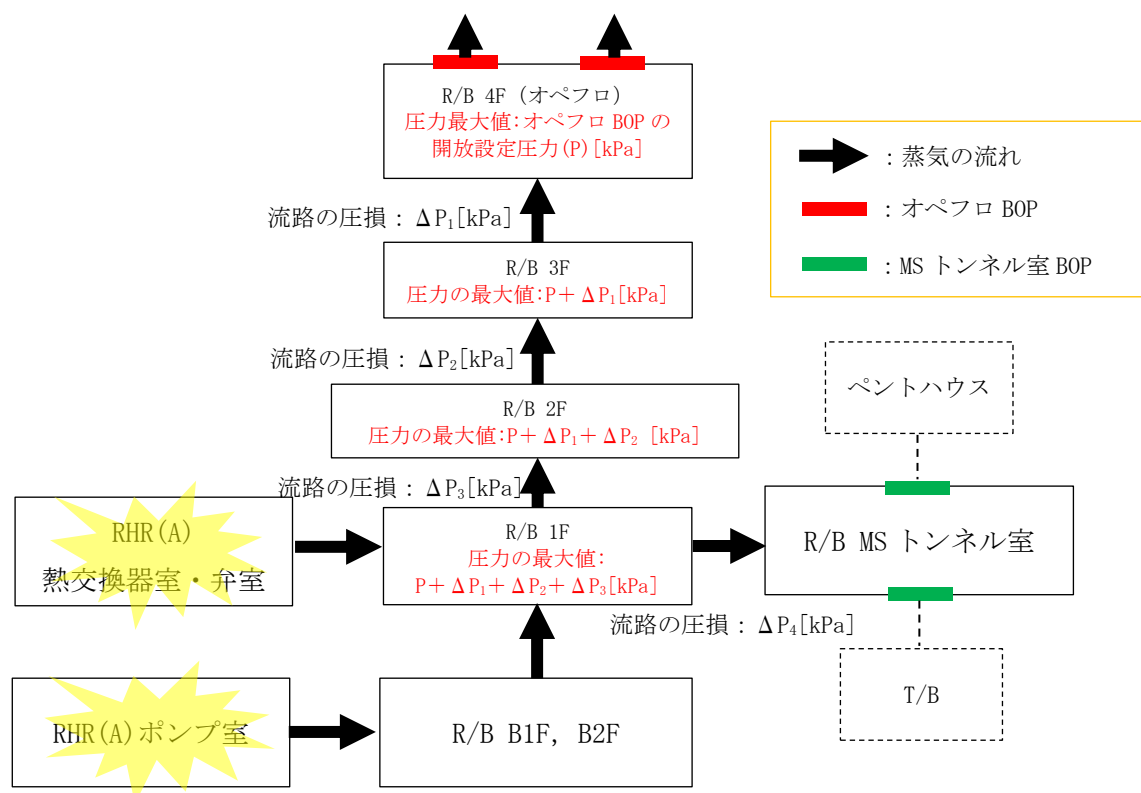 R/B 4F (オペフロ)
圧力最大値:オペフロ BOP の
開放設定圧力(P)[kPa]
：蒸気の流れ
：オペフロ BOP
：MS トンネル室 BOP
流路の圧損：ΔP₁[kPa]
R/B 3F
圧力の最大値:P＋ΔP₁[kPa]
流路の圧損：ΔP₂[kPa]
ペントハウス
R/B 2F
圧力の最大値:P＋ΔP₁＋ΔP₂ [kPa]
流路の圧損：ΔP₃[kPa]
RHR(A)
熱交換器室・弁室
R/B 1F
圧力の最大値:
P＋ΔP₁＋ΔP₂＋ΔP₃[kPa]
R/B MS トンネル室
流路の圧損：ΔP₄[kPa]
RHR(A)ポンプ室
R/B B1F, B2F
T/B